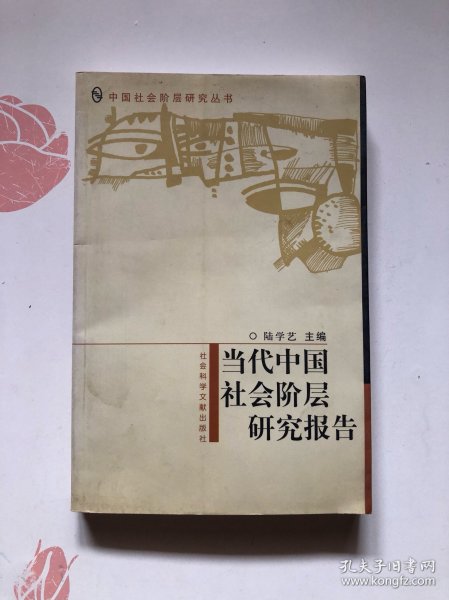 中国社会阶层研究丛书
陆学艺 主编
当代中国
社会阶层
研究报告
社会科学文献出版社
孔夫子旧书网
www.kongfz.com